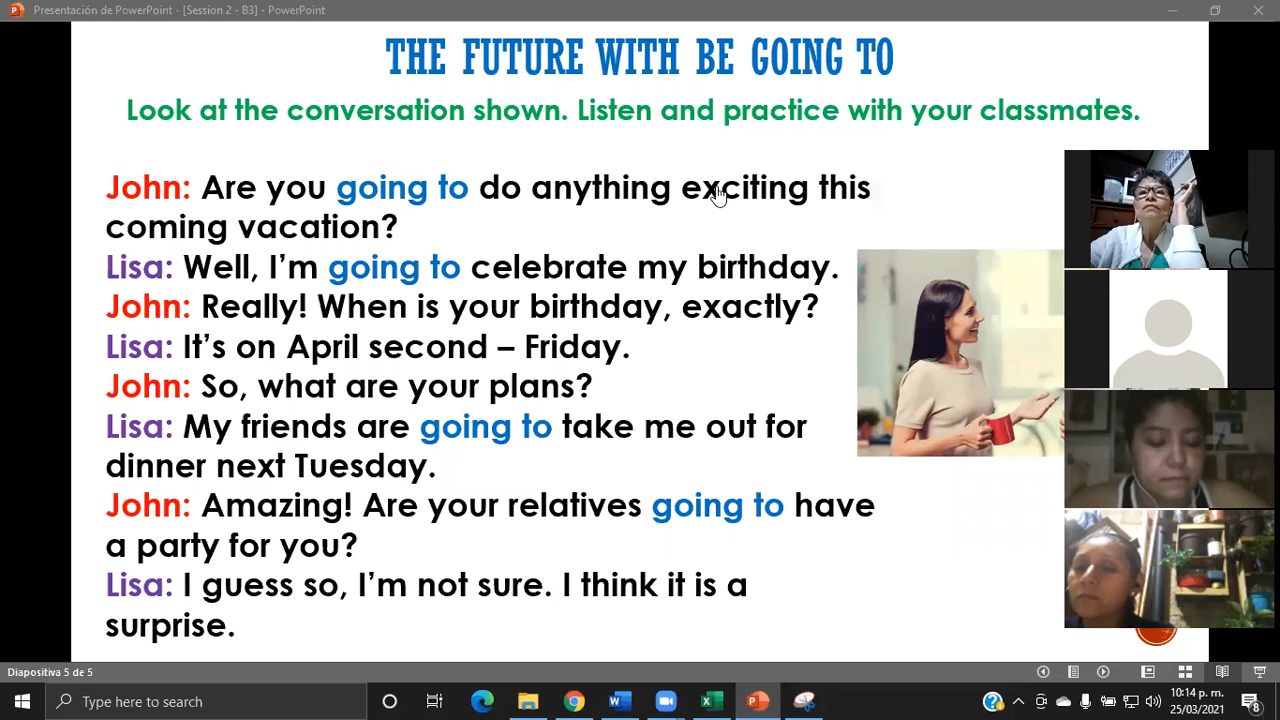 Presentación de PowerPoint - [Session 2 - B3] - PowerPoint
THE FUTURE WITH BE GOING TO
Look at the conversation shown. Listen and practice with your classmates.
John: Are you going to do anything exciting this
coming vacation?
Lisa: Well, I'm going to celebrate my birthday.
John: Really! When is your birthday, exactly?
Lisa: It's on April second – Friday.
John: So, what are your plans?
Lisa: My friends are going to take me out for
dinner next Tuesday.
John: Amazing! Are your relatives going to have
a party for you?
Lisa: I guess so, I'm not sure. I think it is a
surprise.
Diapositiva 5 de 5
Type here to search
10:14 p. m.
25/03/2021
8